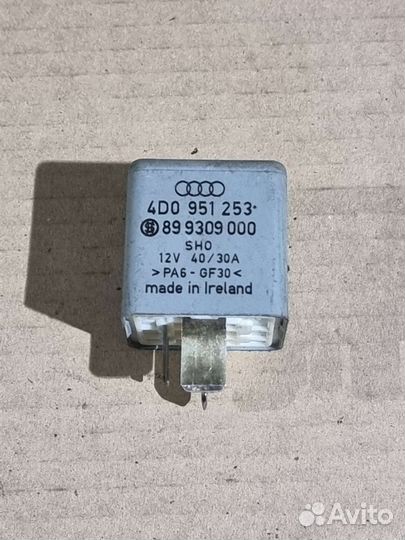 4D0 951 253*
89 9309 000
SHO
12V 40/30A
>PA6-GF30<
made in Ireland
Avito